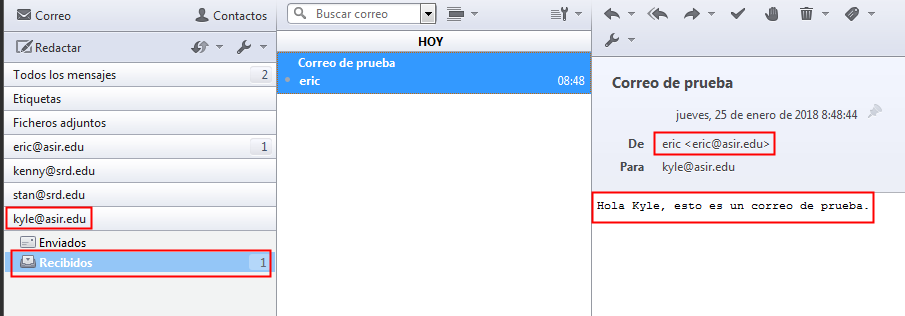 Correo
Contactos
Redactar
Todos los mensajes 2
Etiquetas
Ficheros adjuntos
eric@asir.edu 1
kenny@srd.edu
stan@srd.edu
kyle@asir.edu
Enviados
Recibidos 1
Buscar correo
HOY
Correo de prueba
eric 08:48
Correo de prueba
jueves, 25 de enero de 2018 8:48:44
De eric <eric@asir.edu>
Para kyle@asir.edu
Hola Kyle, esto es un correo de prueba.